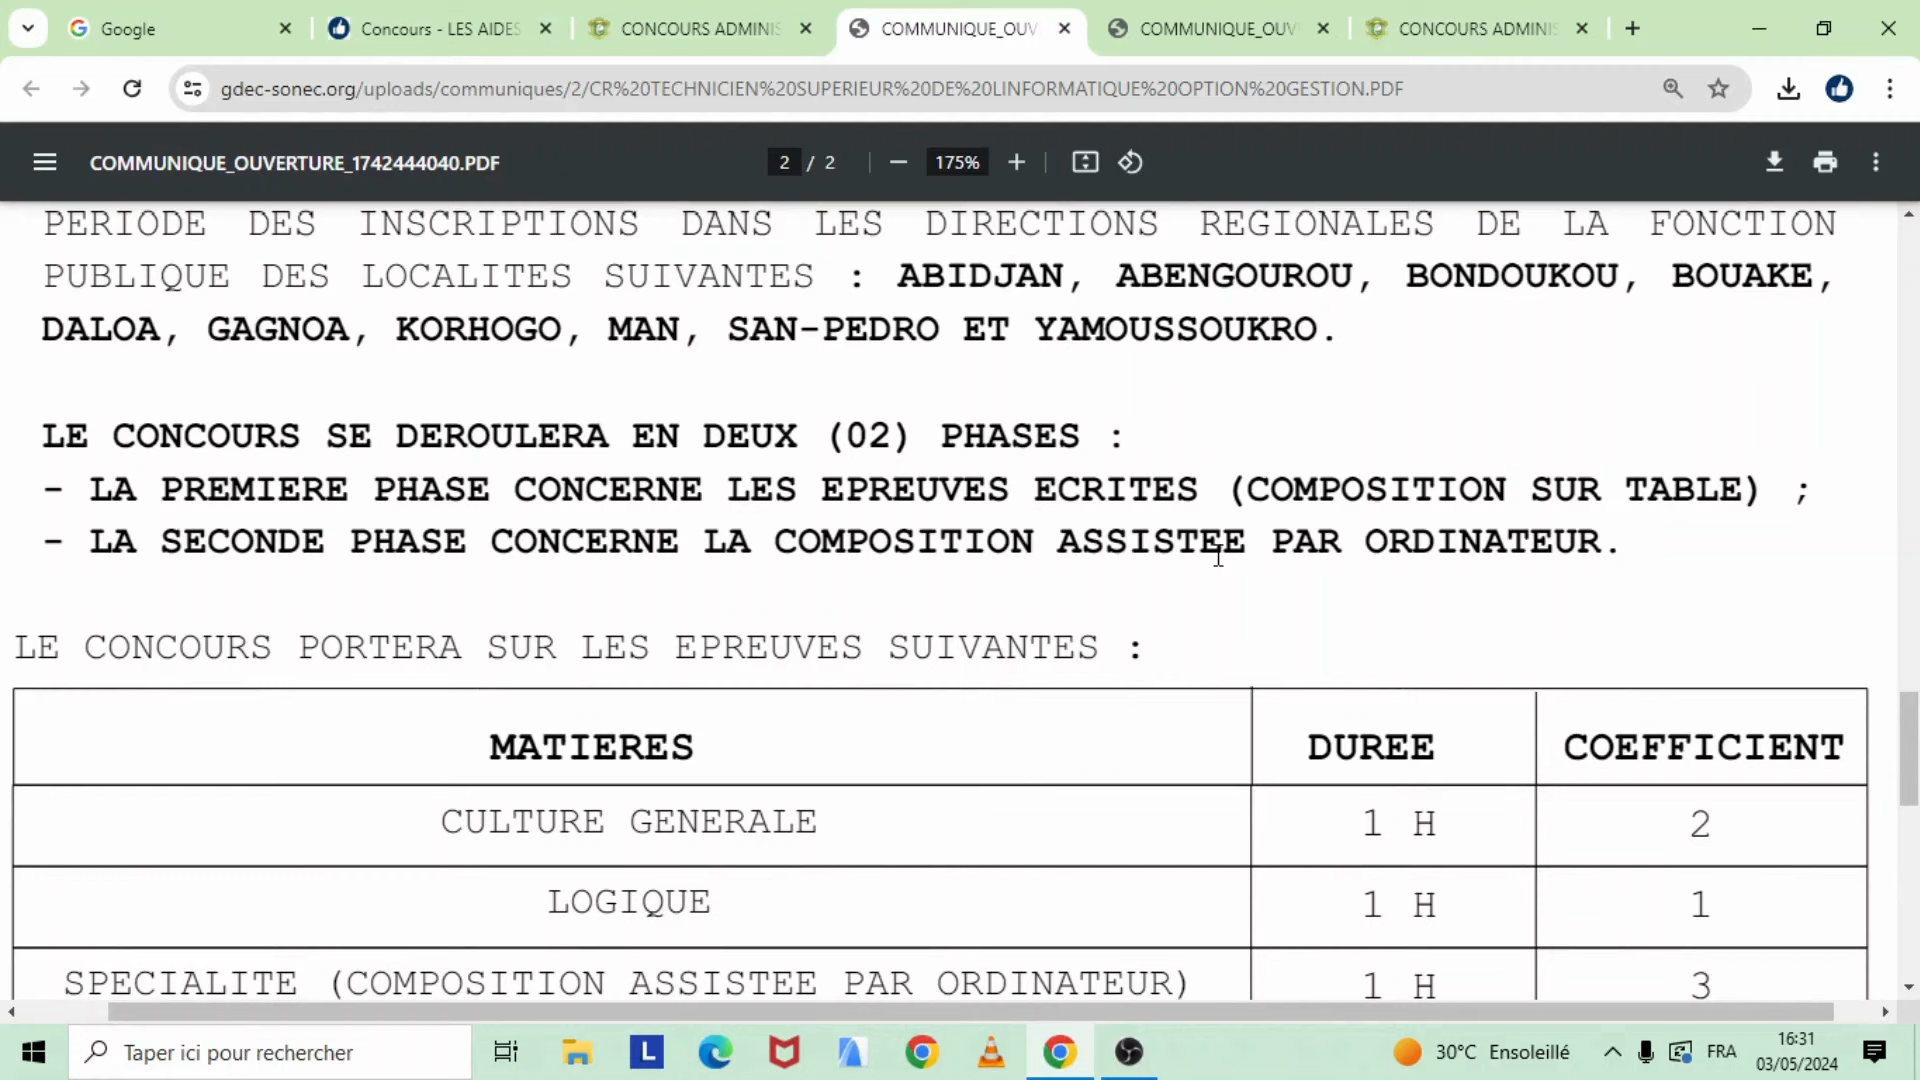 Google
Concours - LES AIDES
CONCOURS ADMINIS
COMMUNIQUE_OUV
COMMUNIQUE_OUV
CONCOURS ADMINIS
gdec-sonec.org/uploads/communiques/2/CR%20TECHNICIEN%20SUPERIEUR%20DE%20LINFORMATIQUE%20OPTION%20GESTION.PDF
COMMUNIQUE_OUVERTURE_1742444040.PDF
2 / 2
175%
PERIODE DES INSCRIPTIONS DANS LES DIRECTIONS REGIONALES DE LA FONCTION
PUBLIQUE DES LOCALITES SUIVANTES : ABIDJAN, ABENGOUROU, BONDOUKOU, BOUAKE,
DALOA, GAGNOA, KORHOGO, MAN, SAN-PEDRO ET YAMOUSSOUKRO.
LE CONCOURS SE DEROULERA EN DEUX (02) PHASES :
- LA PREMIERE PHASE CONCERNE LES EPREUVES ECRITES (COMPOSITION SUR TABLE) ;
- LA SECONDE PHASE CONCERNE LA COMPOSITION ASSISTEE PAR ORDINATEUR.
LE CONCOURS PORTERA SUR LES EPREUVES SUIVANTES :
MATIERES DUREE COEFFICIENT
CULTURE GENERALE 1 H 2
LOGIQUE 1 H 1
SPECIALITE (COMPOSITION ASSISTEE PAR ORDINATEUR) 1 H 3
Taper ici pour rechercher
L
30°C Ensoleillé
FRA
16:31
03/05/2024